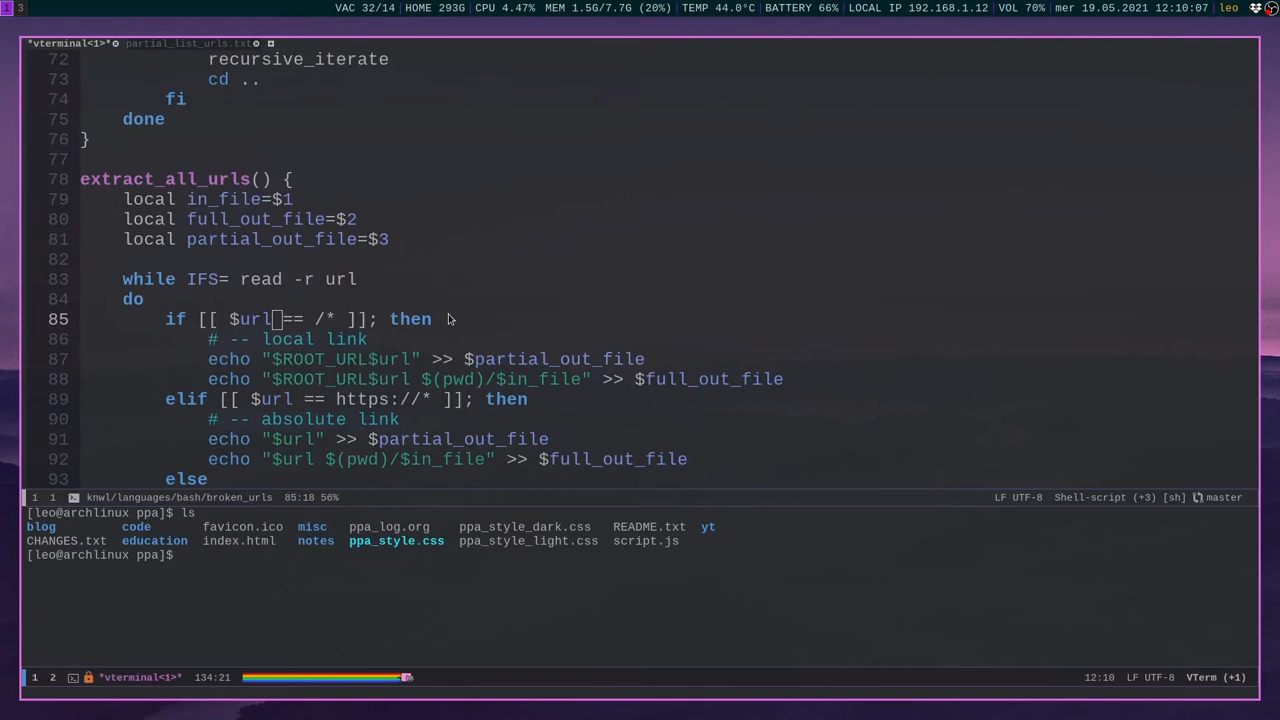 1 3 VAC 32/14 | HOME 293G | CPU 4.47% MEM 1.5G/7.7G (20%) | TEMP 44.0°C | BATTERY 66% | LOCAL IP 192.168.1.12 | VOL 70% | mer 19.05.2021 12:10:07 | leo
*vterminal<1>* partial_list_urls.txt
72 recursive_iterate
73 cd ..
74 fi
75 done
76 }
77
78 extract_all_urls() {
79 local in_file=$1
80 local full_out_file=$2
81 local partial_out_file=$3
82
83 while IFS= read -r url
84 do
85 if [[ $url == /* ]]; then
86 # -- local link
87 echo "$ROOT_URL$url" >> $partial_out_file
88 echo "$ROOT_URL$url $(pwd)/$in_file" >> $full_out_file
89 elif [[ $url == https://* ]]; then
90 # -- absolute link
91 echo "$url" >> $partial_out_file
92 echo "$url $(pwd)/$in_file" >> $full_out_file
93 else
1 1 knwl/languages/bash/broken_urls 85:18 56% LF UTF-8 Shell-script (+3) [sh] master
[leo@archlinux ppa]$ ls
blog code favicon.ico misc ppa_log.org ppa_style_dark.css README.txt yt
CHANGES.txt education index.html notes ppa_style.css ppa_style_light.css script.js
[leo@archlinux ppa]$
1 2 *vterminal<1>* 134:21 12:10 LF UTF-8 VTerm (+1)